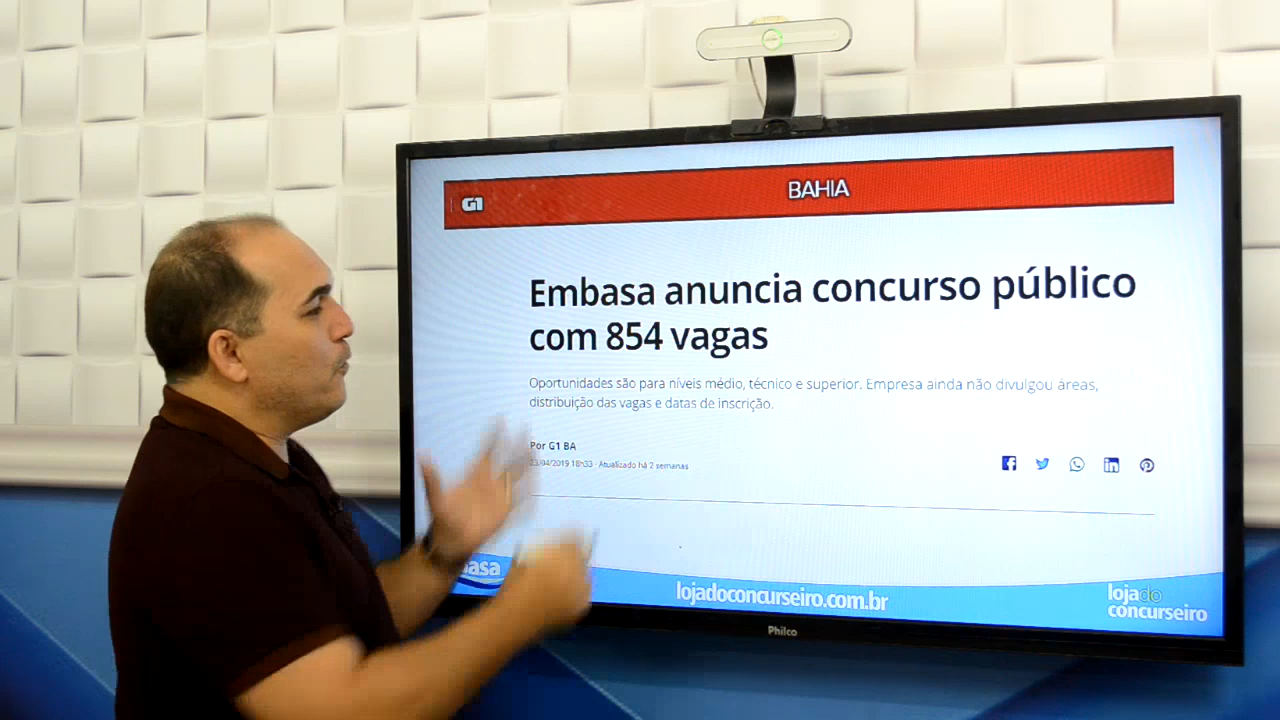 G1
BAHIA
Embasa anuncia concurso público
com 854 vagas
Oportunidades são para níveis médio, técnico e superior. Empresa ainda não divulgou áreas,
distribuição das vagas e datas de inscrição.
Por G1 BA
23/04/2019 18h33 · Atualizado há 2 semanas
asa
lojadoconcurseiro.com.br
lojado
concurseiro
Philco